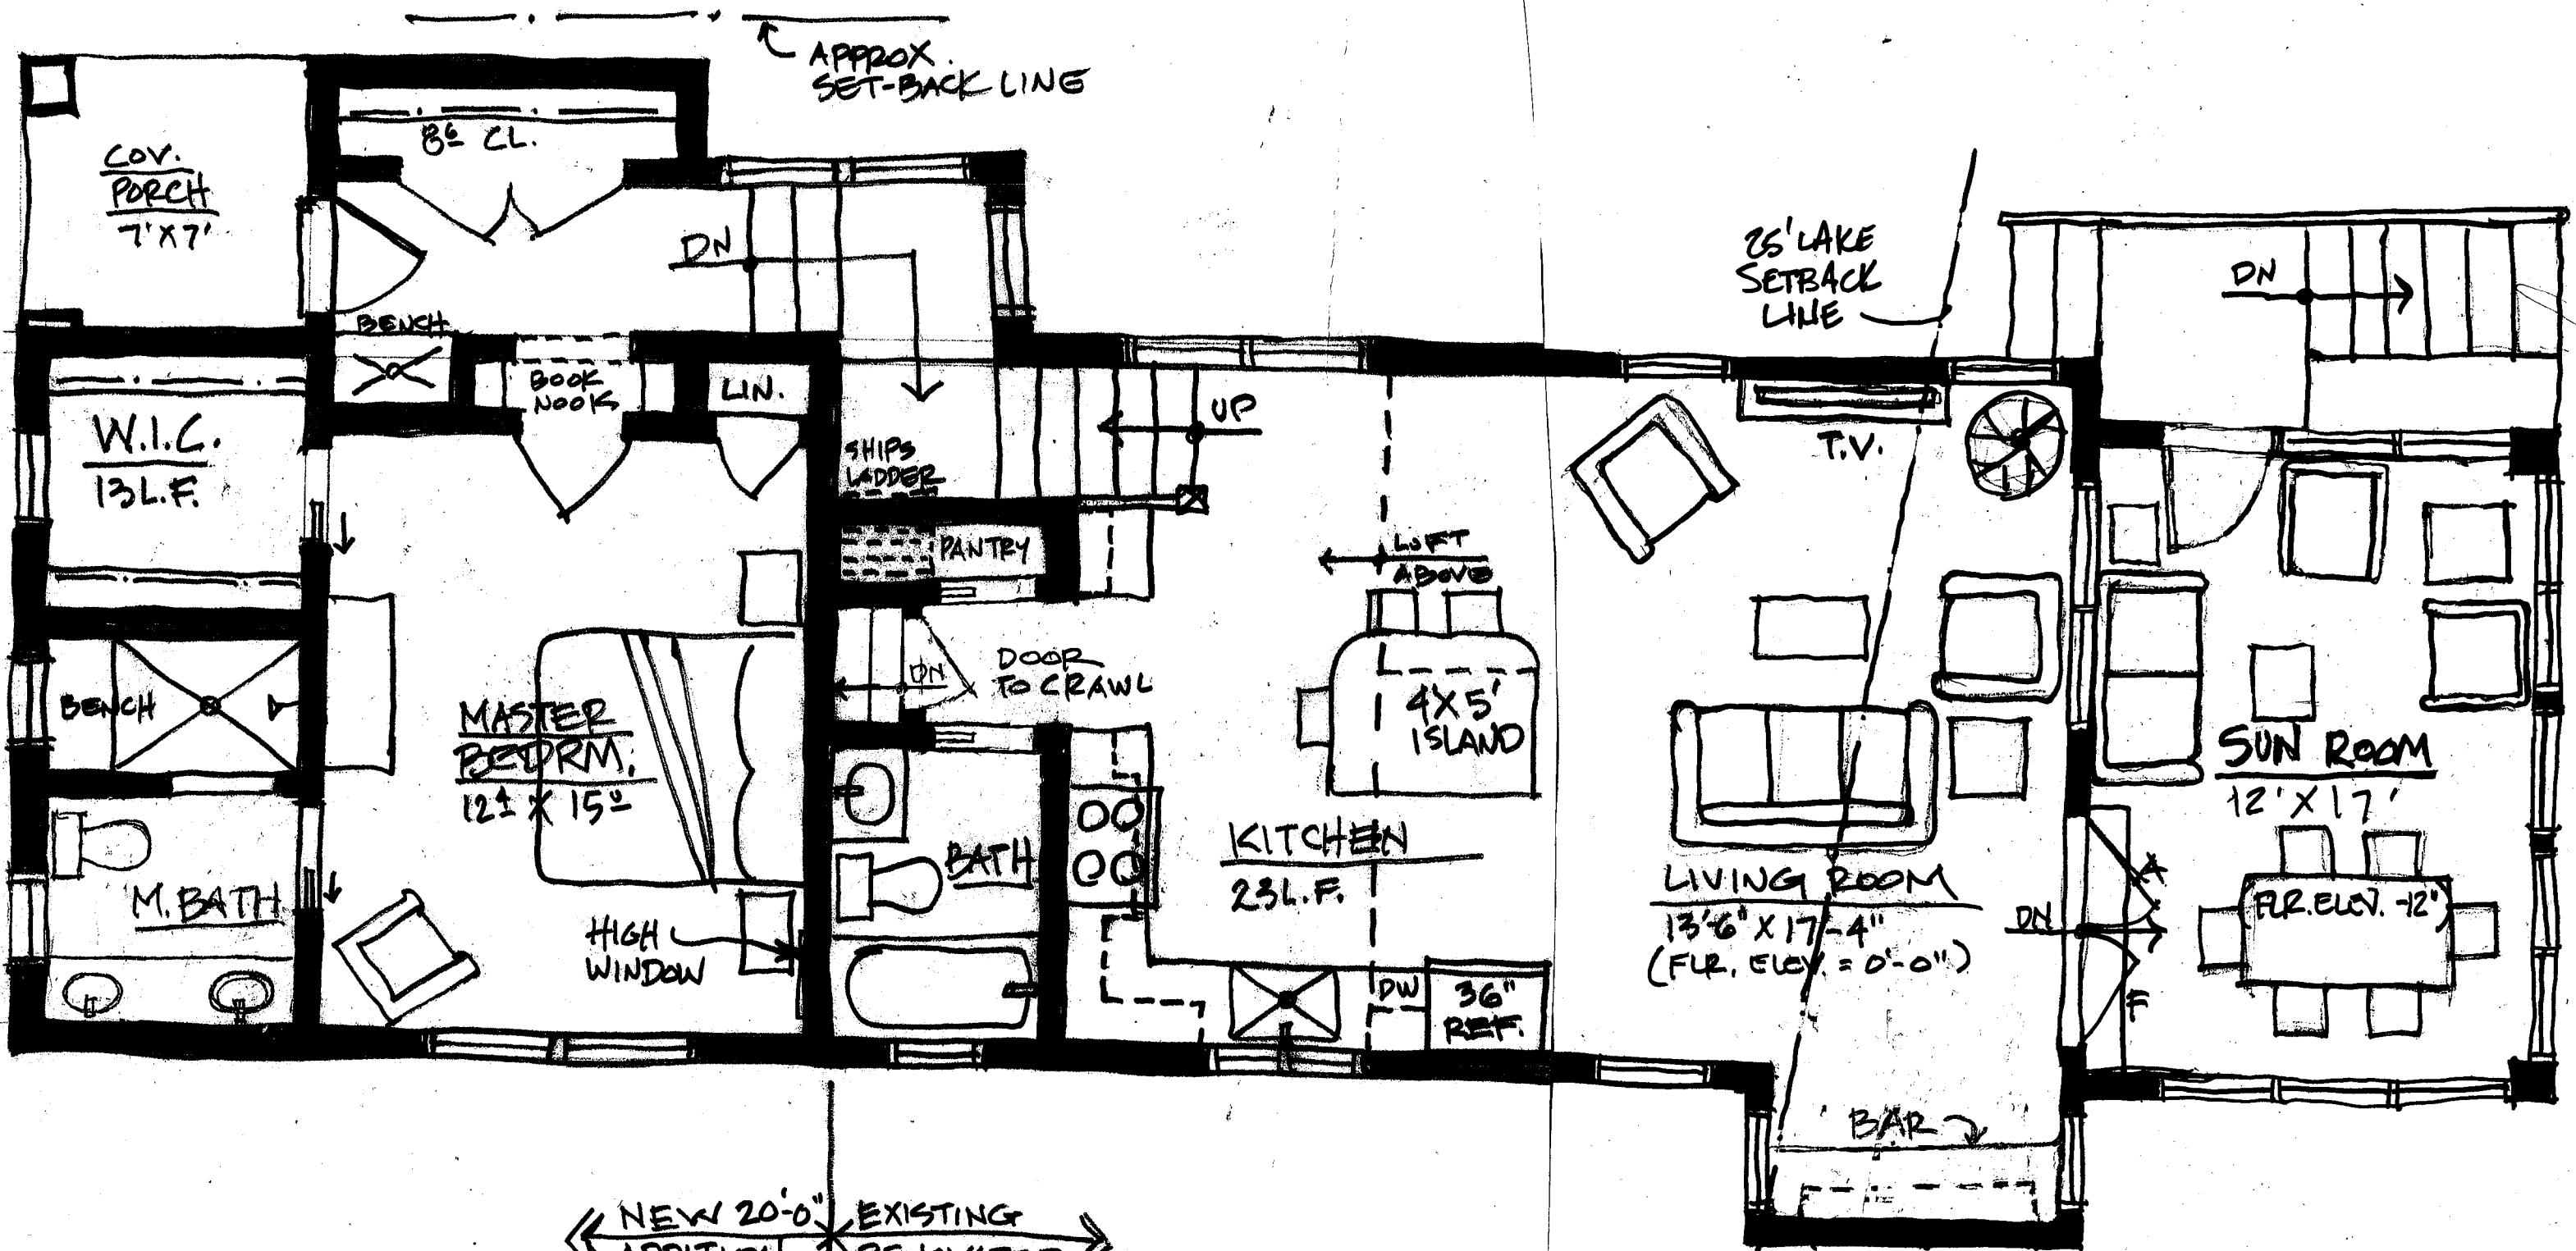 APPROX.
SET-BACK LINE
COV.
PORCH
7'X7'
8⁶ CL.
DN
BENCH
BOOK
NOOK
LIN.
W.I.C.
13 L.F.
SHIPS
LADDER
UP
PANTRY
LOFT
ABOVE
25' LAKE
SETBACK
LINE
T.V.
DN
BENCH
MASTER
BEDRM.
12⁴ X 15⁰
DN
DOOR
TO CRAWL
4X5'
ISLAND
SUN ROOM
12' X 17'
M. BATH
BATH
KITCHEN
23 L.F.
LIVING ROOM
13'6" X 17'-4"
(FLR. ELEV. = 0'-0")
DN
A
F
(FLR. ELEV. -12")
HIGH
WINDOW
DW
36"
REF.
BAR
NEW 20'-0"
EXISTING